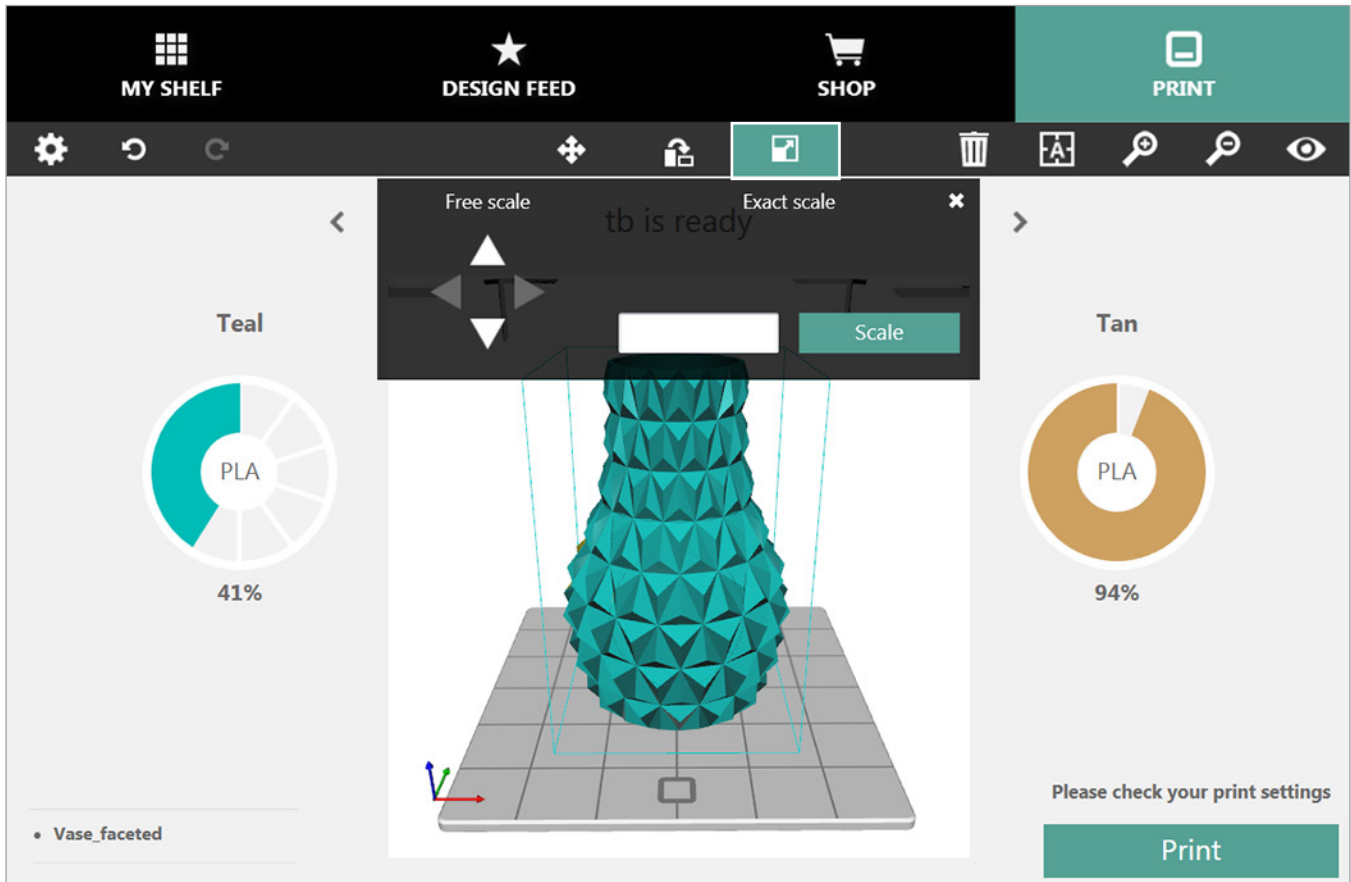 MY SHELF
DESIGN FEED
SHOP
PRINT
A
Free scale
Exact scale
tb is ready
Scale
Teal
Tan
PLA
PLA
41%
94%
Please check your print settings
• Vase_faceted
Print